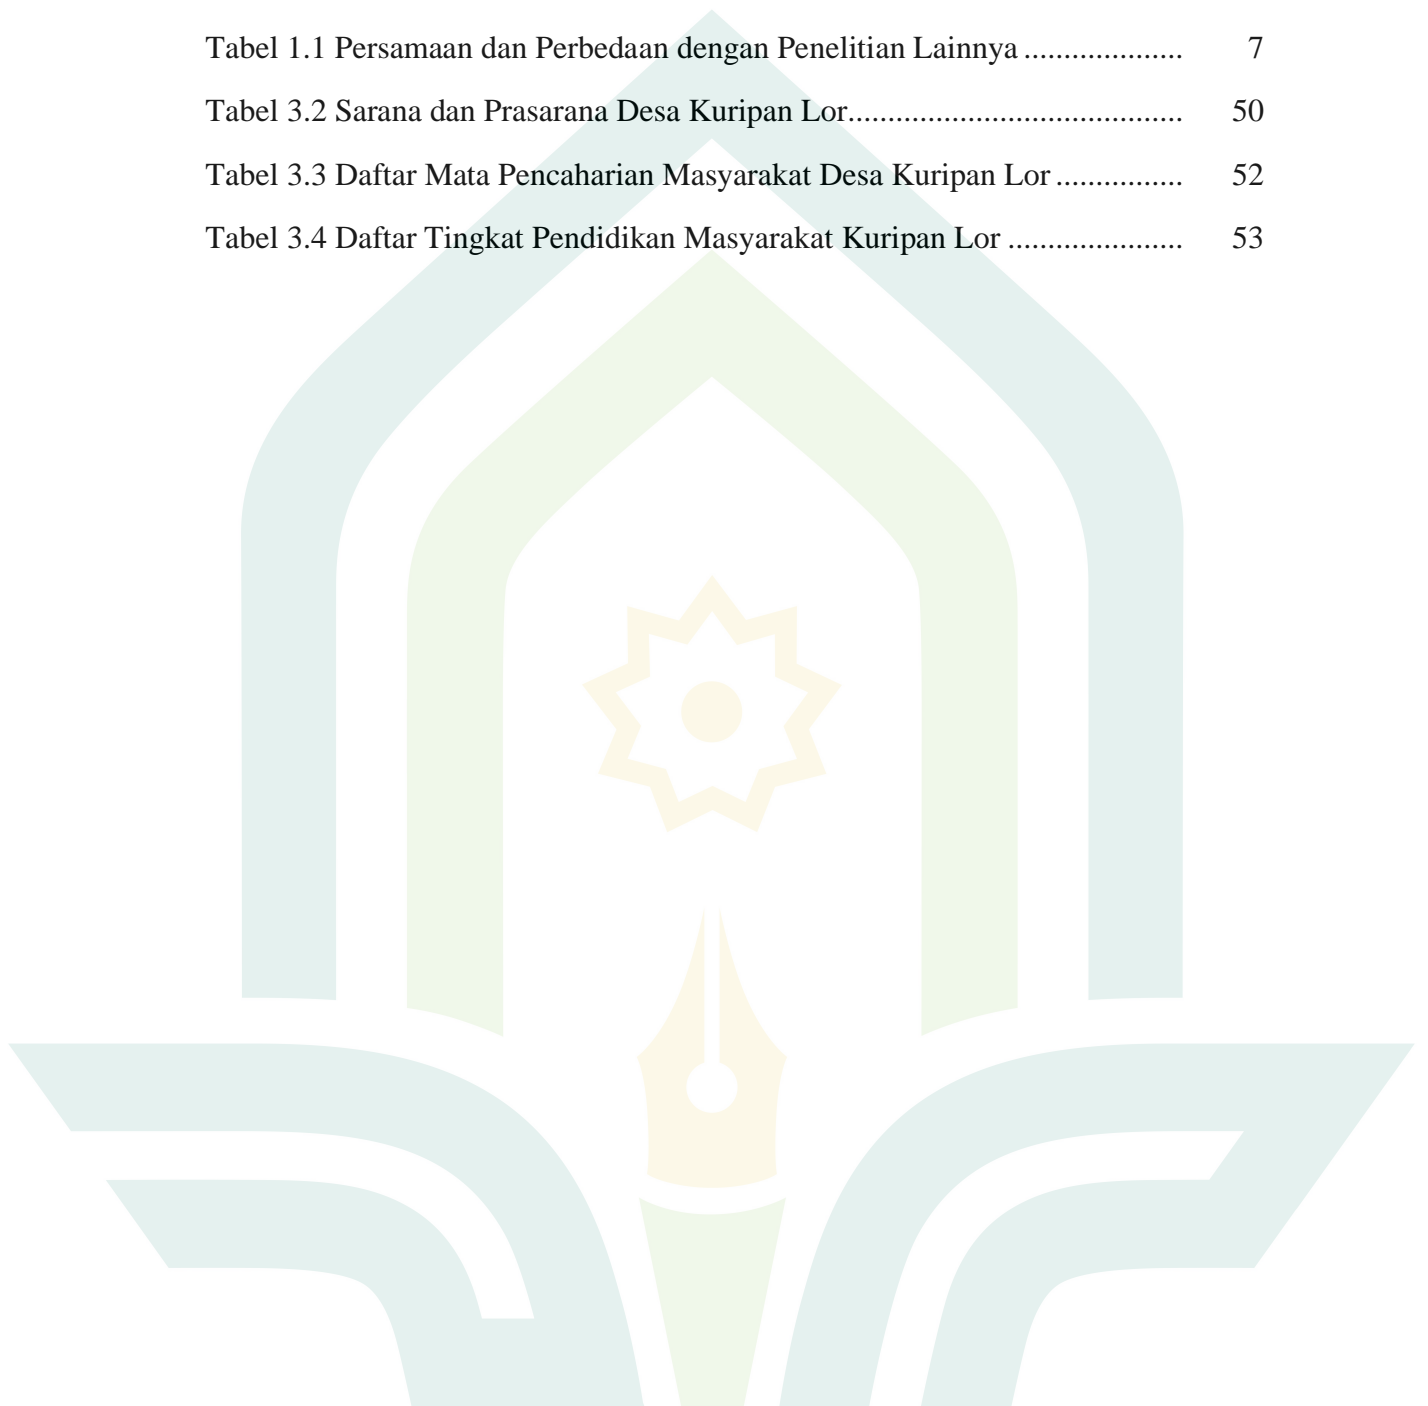 Tabel 1.1 Persamaan dan Perbedaan dengan Penelitian Lainnya .................... 7
Tabel 3.2 Sarana dan Prasarana Desa Kuripan Lor.......................................... 50
Tabel 3.3 Daftar Mata Pencaharian Masyarakat Desa Kuripan Lor ................ 52
Tabel 3.4 Daftar Tingkat Pendidikan Masyarakat Kuripan Lor ...................... 53